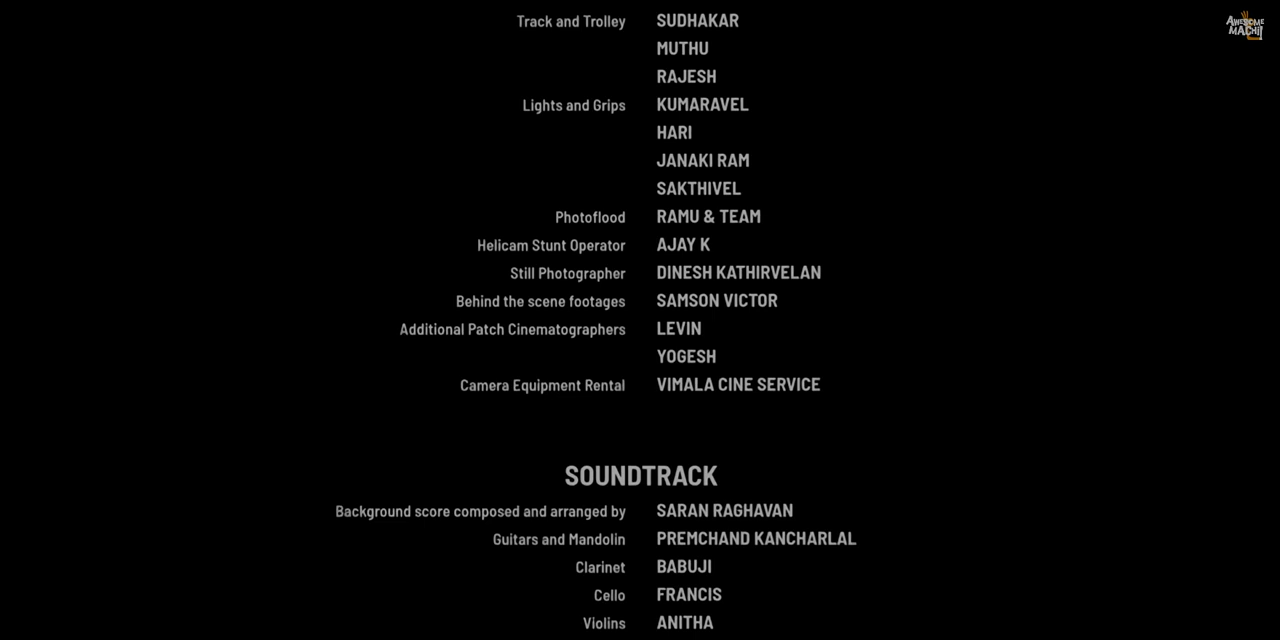 AWESOME
MACHI
Track and Trolley SUDHAKAR
MUTHU
RAJESH
Lights and Grips KUMARAVEL
HARI
JANAKI RAM
SAKTHIVEL
Photoflood RAMU & TEAM
Helicam Stunt Operator AJAY K
Still Photographer DINESH KATHIRVELAN
Behind the scene footages SAMSON VICTOR
Additional Patch Cinematographers LEVIN
YOGESH
Camera Equipment Rental VIMALA CINE SERVICE
SOUNDTRACK
Background score composed and arranged by SARAN RAGHAVAN
Guitars and Mandolin PREMCHAND KANCHARLAL
Clarinet BABUJI
Cello FRANCIS
Violins ANITHA